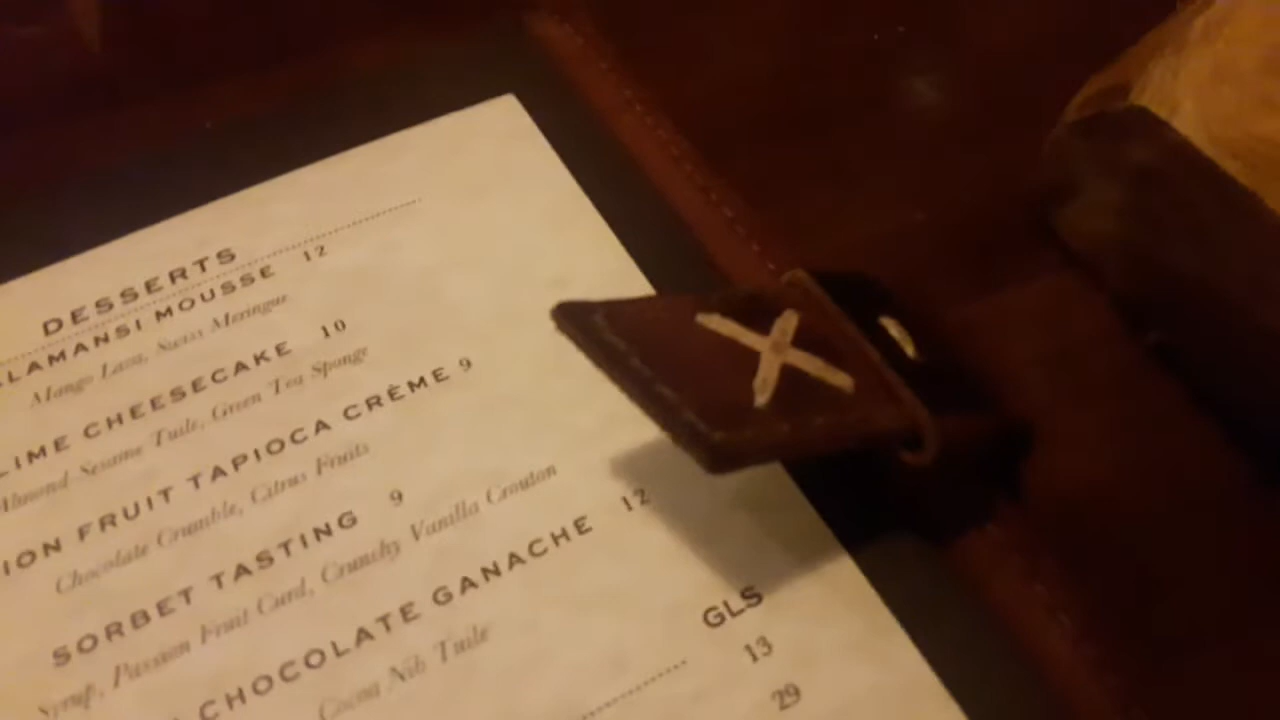 DESSERTS
LAMANSI MOUSSE 12
Mango Lassi, Swiss Meringue
LIME CHEESECAKE 10
Almond Sesame Tuile, Green Tea Sponge
ION FRUIT TAPIOCA CRÈME 9
Chocolate Crumble, Citrus Fruits
SORBET TASTING 9
Syrup, Passion Fruit Curd, Crunchy Vanilla Crouton
CHOCOLATE GANACHE 12
Cocoa Nib Tuile
GLS
13
29